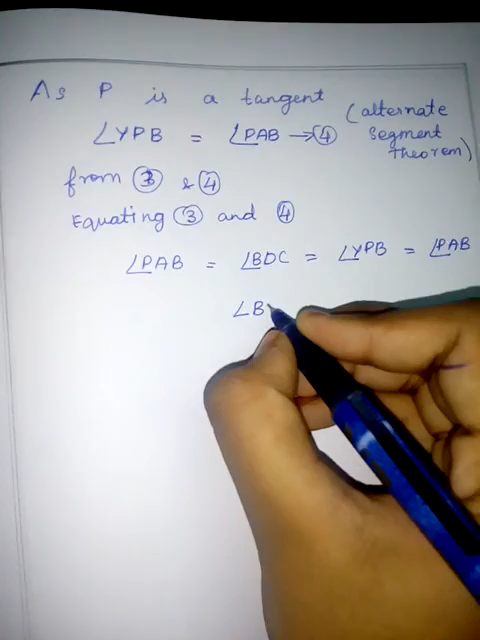 As P is a tangent
∠YPB = ∠PAB → ④ (alternate segment theorem)
from ③ & ④
Equating ③ and ④
∠PAB = ∠BDC = ∠YPB = ∠PAB
∠B